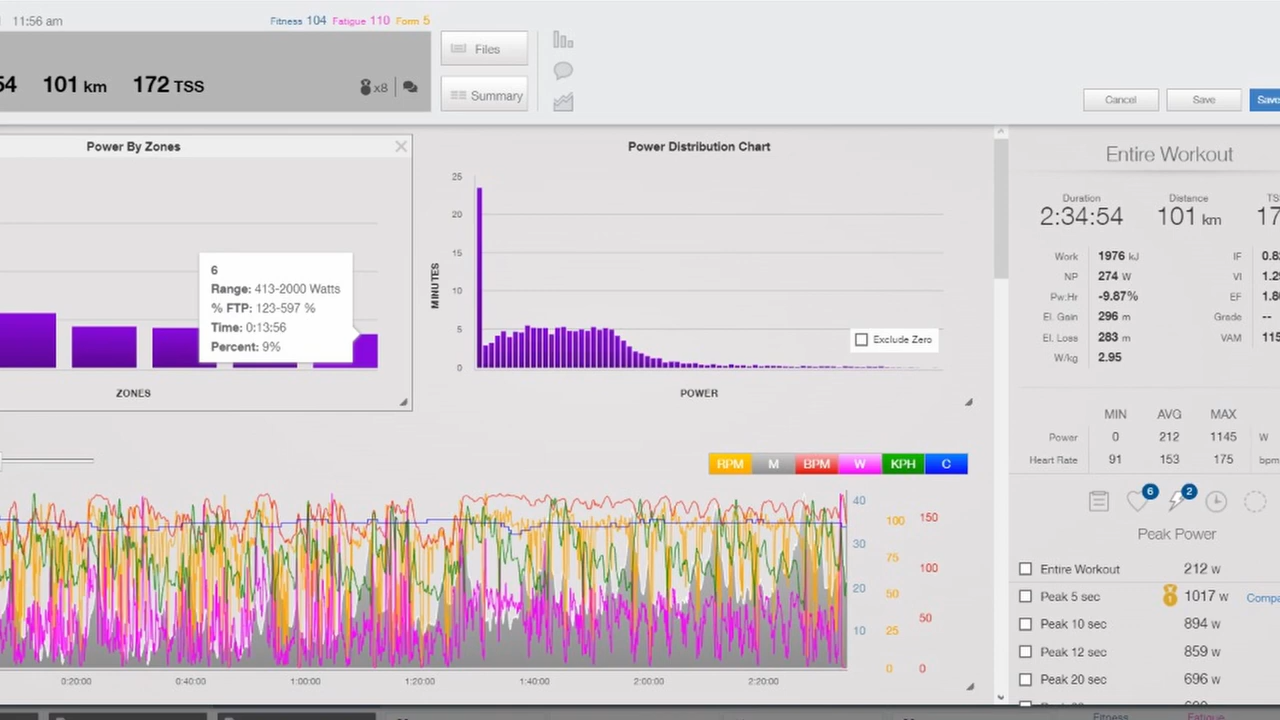 11:56 am
Fitness 104 Fatigue 110 Form 5
54 101 km 172 TSS
x8
Files
Summary
Cancel
Save
Save
Power By Zones
6
Range: 413-2000 Watts
% FTP: 123-597 %
Time: 0:13:56
Percent: 9%
ZONES
Power Distribution Chart
MINUTES
25
20
15
10
5
0
Exclude Zero
POWER
RPM M BPM W KPH C
40
30
20
10
100
75
50
25
0
150
100
50
0
0:20:00 0:40:00 1:00:00 1:20:00 1:40:00 2:00:00 2:20:00
Entire Workout
Duration Distance
2:34:54 101 km
Work 1976 kJ IF
NP 274 W VI
Pw:Hr -9.87% EF
El. Gain 296 m Grade --
El. Loss 283 m VAM
W/kg 2.95
MIN AVG MAX
Power 0 212 1145 W
Heart Rate 91 153 175 bpm
6 2
Peak Power
Entire Workout 212 W
Peak 5 sec 1017 W
Peak 10 sec 894 W
Peak 12 sec 859 W
Peak 20 sec 696 W
Fitness Fatigue